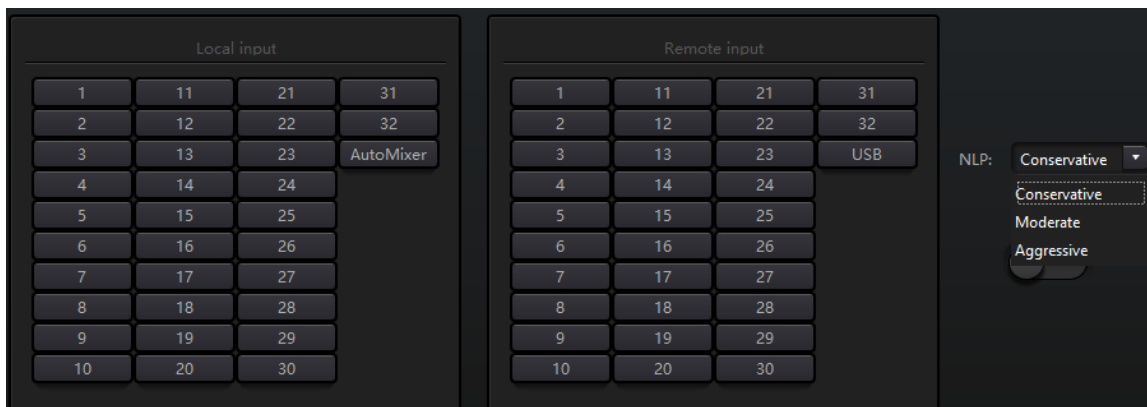 Local input
1 11 21 31
2 12 22 32
3 13 23 AutoMixer
4 14 24
5 15 25
6 16 26
7 17 27
8 18 28
9 19 29
10 20 30
Remote input
1 11 21 31
2 12 22 32
3 13 23 USB
4 14 24
5 15 25
6 16 26
7 17 27
8 18 28
9 19 29
10 20 30
NLP: Conservative
Conservative
Moderate
Aggressive